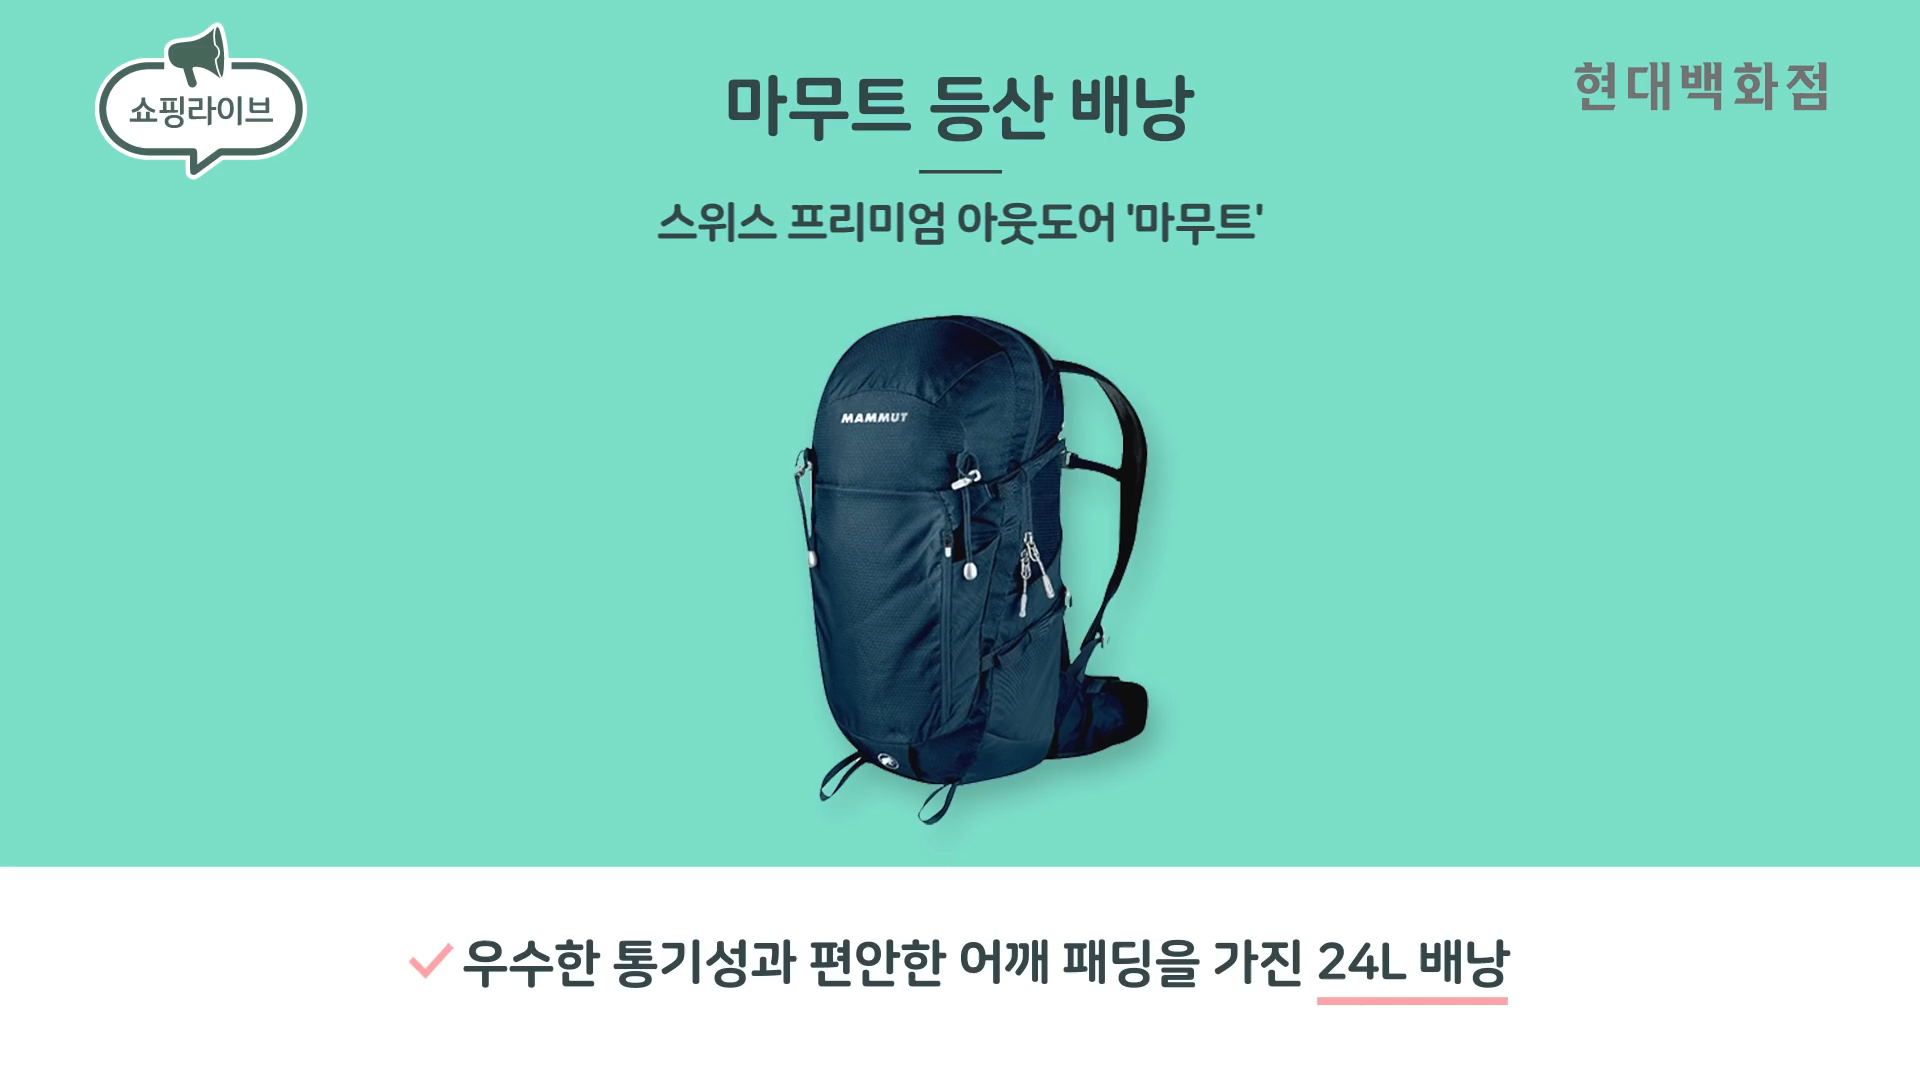 쇼핑라이브
마무트 등산 배낭
현대백화점
스위스 프리미엄 아웃도어 '마무트'
MAMMUT
우수한 통기성과 편안한 어깨 패딩을 가진 24L 배낭